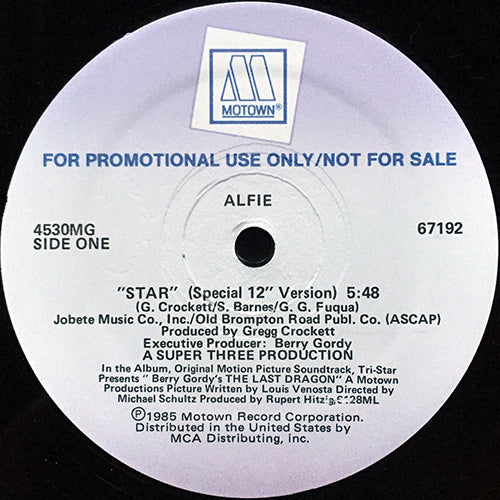 MOTOWN®
FOR PROMOTIONAL USE ONLY/NOT FOR SALE
ALFIE
4530MG
SIDE ONE
67192
"STAR" (Special 12" Version) 5:48
(G. Crockett/S. Barnes/G. G. Fuqua)
Jobete Music Co., Inc./Old Brompton Road Publ. Co. (ASCAP)
Produced by Gregg Crockett
Executive Producer: Berry Gordy
A SUPER THREE PRODUCTION
In the Album, Original Motion Picture Soundtrack, Tri-Star
Presents " Berry Gordy's THE LAST DRAGON" A Motown
Productions Picture Written by Louis Venosta Directed by
Michael Schultz Produced by Rupert Hitzig, 6128ML
Ⓟ1985 Motown Record Corporation.
Distributed in the United States by
MCA Distributing, inc.